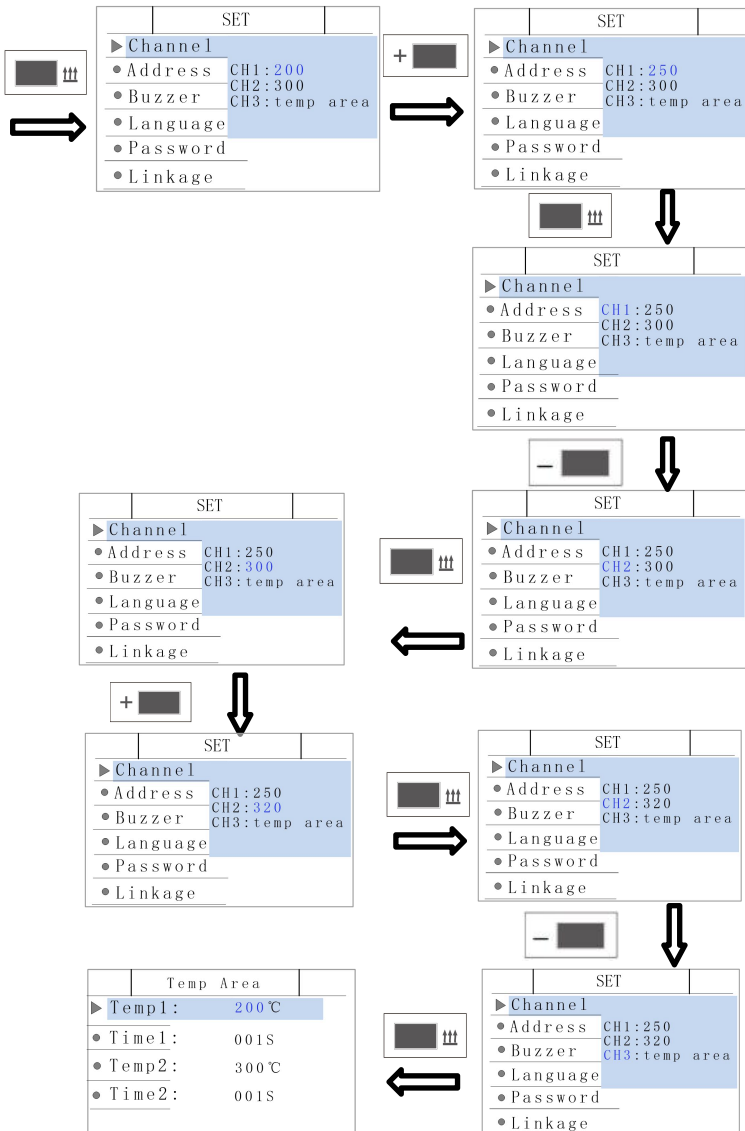 SET
Channel
Address
Buzzer
Language
Password
Linkage
CH1:200
CH2:300
CH3:temp area
+
SET
Channel
Address
Buzzer
Language
Password
Linkage
CH1:250
CH2:300
CH3:temp area
SET
Channel
Address
Buzzer
Language
Password
Linkage
CH1:250
CH2:300
CH3:temp area
−
SET
Channel
Address
Buzzer
Language
Password
Linkage
CH1:250
CH2:300
CH3:temp area
SET
Channel
Address
Buzzer
Language
Password
Linkage
CH1:250
CH2:300
CH3:temp area
+
SET
Channel
Address
Buzzer
Language
Password
Linkage
CH1:250
CH2:320
CH3:temp area
SET
Channel
Address
Buzzer
Language
Password
Linkage
CH1:250
CH2:320
CH3:temp area
−
SET
Channel
Address
Buzzer
Language
Password
Linkage
CH1:250
CH2:320
CH3:temp area
Temp Area
Temp1: 200℃
Time1: 001S
Temp2: 300℃
Time2: 001S